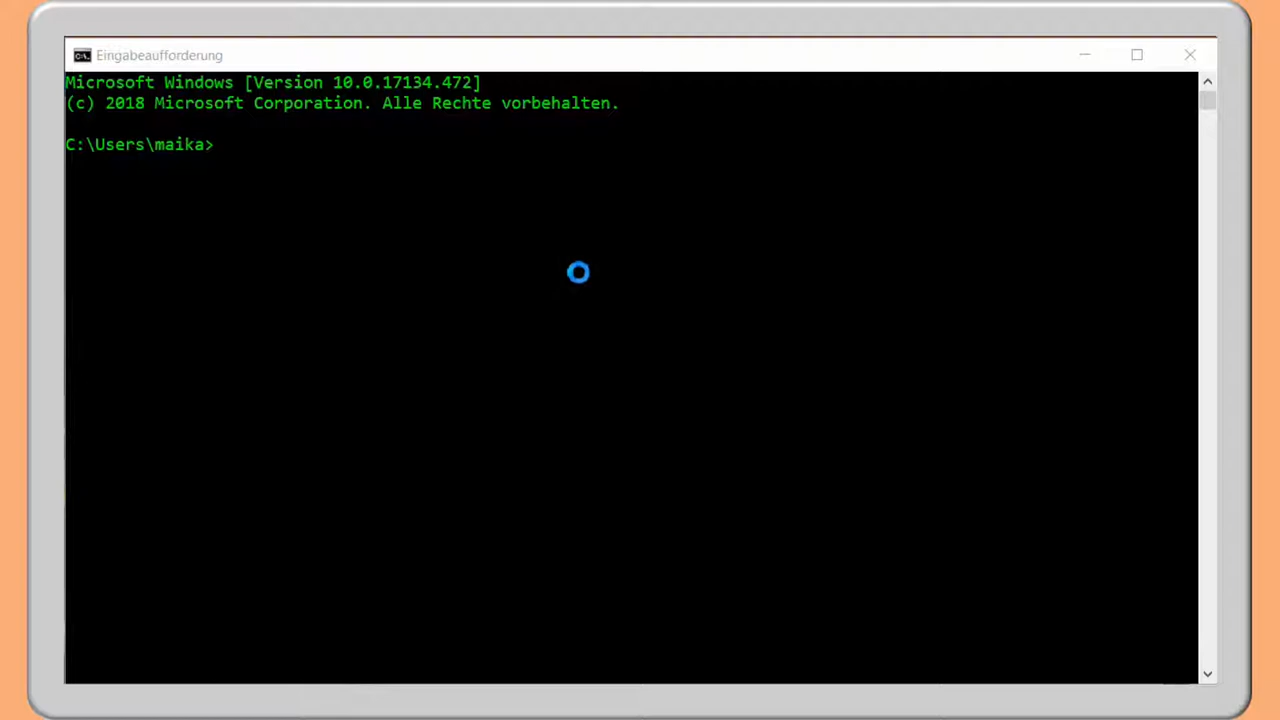 Eingabeaufforderung
Microsoft Windows [Version 10.0.17134.472]
(c) 2018 Microsoft Corporation. Alle Rechte vorbehalten.
C:\Users\maika>